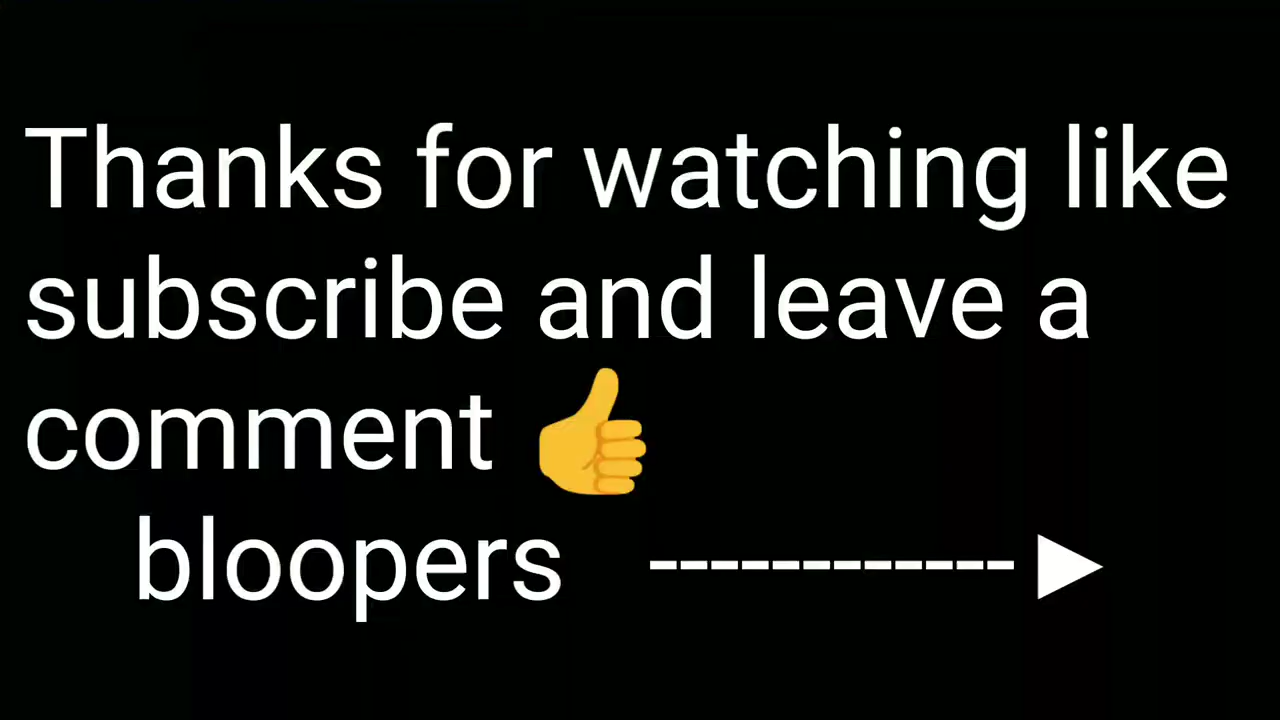 Thanks for watching like
subscribe and leave a
comment 👍
bloopers ------------▶